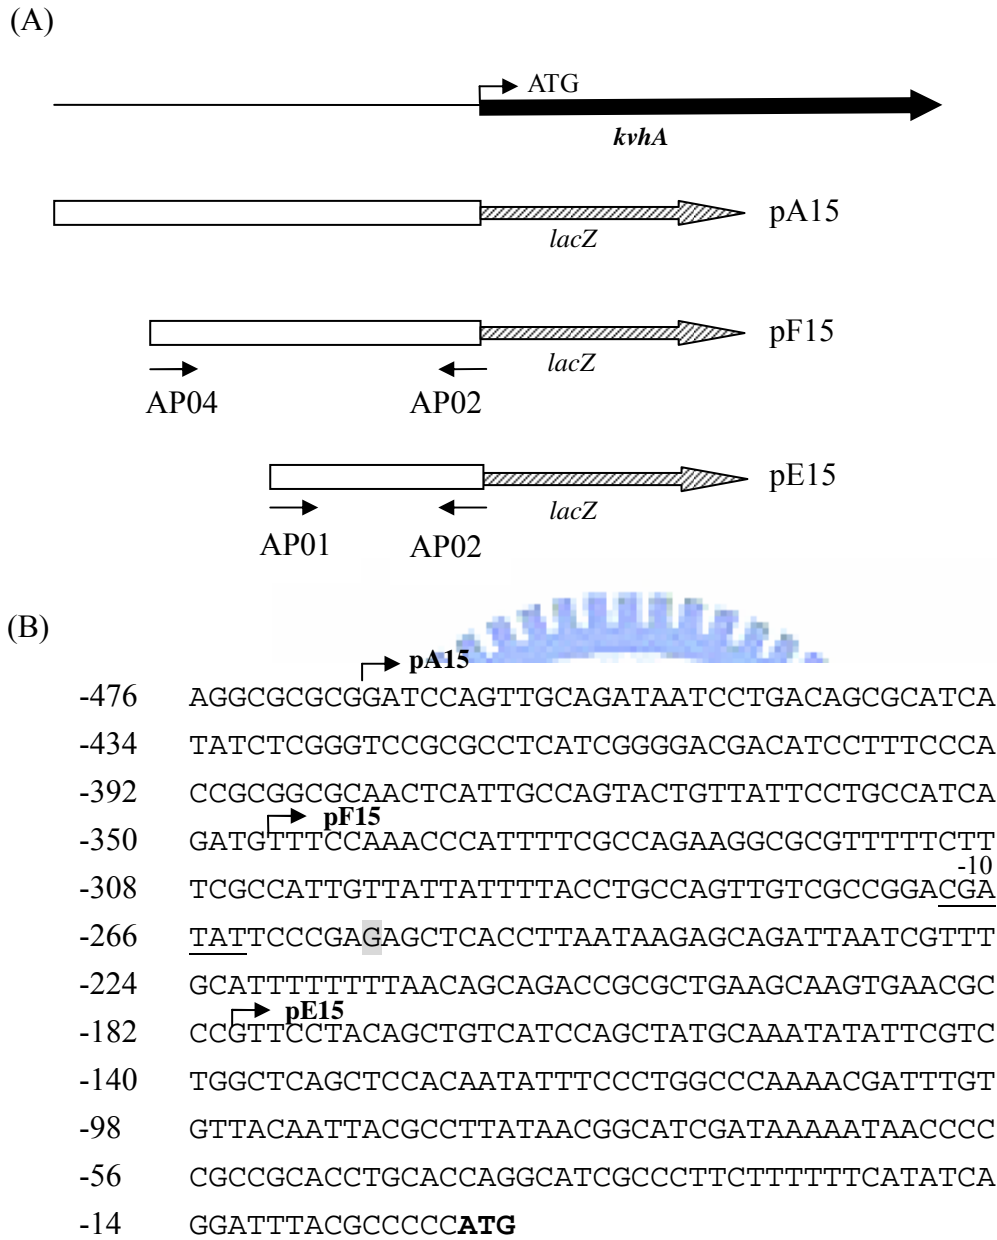 (A)
ATG
kvhA
pA15
lacZ
pF15
lacZ
AP04 AP02
pE15
lacZ
AP01 AP02
(B)
pA15
-476 AGGCGCGCGGATCCAGTTGCAGATAATCCTGACAGCGCATCA
-434 TATCTCGGGTCCGCGCCTCATCGGGGACGACATCCTTTCCCA
-392 CCGCGGCGCAACTCATTGCCAGTACTGTTATTCCTGCCATCA
pF15
-350 GATGTTTCCAAACCCATTTTCGCCAGAAGGCGCGTTTTTCTT
-10
-308 TCGCCATTGTTATTATTTTACCTGCCAGTTGTCGCCGGACGA
-266 TATTCCCGAGAGCTCACCTTAATAAGAGCAGATTAATCGTTT
-224 GCATTTTTTTTAACAGCAGACCGCGCTGAAGCAAGTGAACGC
pE15
-182 CCGTTCCTACAGCTGTCATCCAGCTATGCAAATATATTCGTC
-140 TGGCTCAGCTCCACAATATTTCCCTGGCCCAAAACGATTTGT
-98 GTTACAATTACGCCTTATAACGGCATCGATAAAAATAACCCC
-56 CGCCGCACCTGCACCAGGCATCGCCCTTCTTTTTTCATATCA
-14 GGATTTACGCCCCCATG